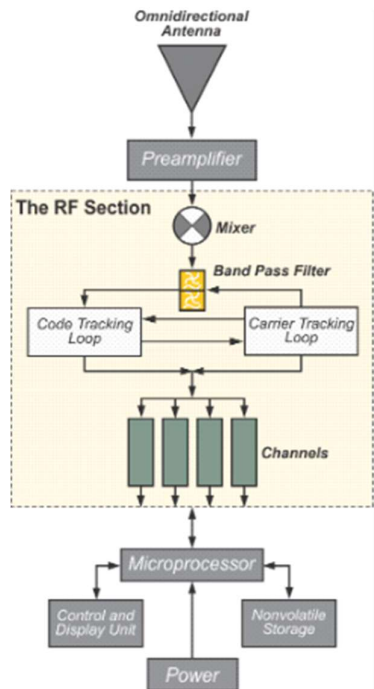 Omnidirectional
Antenna
Preamplifier
The RF Section
Mixer
Band Pass Filter
Code Tracking
Loop
Carrier Tracking
Loop
Channels
Microprocessor
Control and
Display Unit
Nonvolatile
Storage
Power